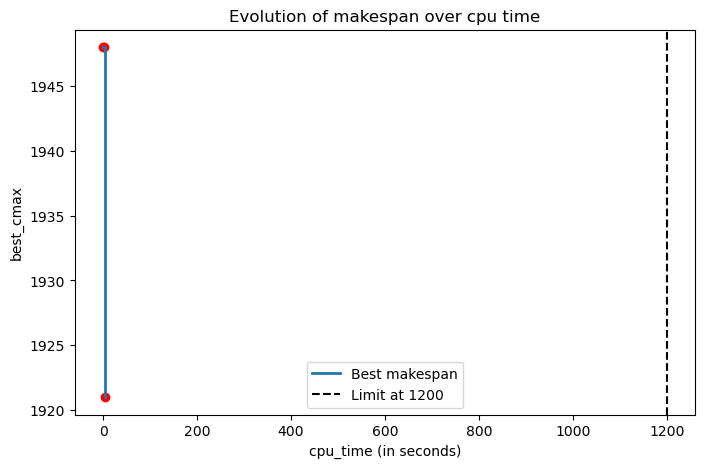 Evolution of makespan over cpu time
best_cmax
1945
1940
1935
1930
1925
1920
Best makespan
Limit at 1200
0
200
400
600
800
1000
1200
cpu_time (in seconds)